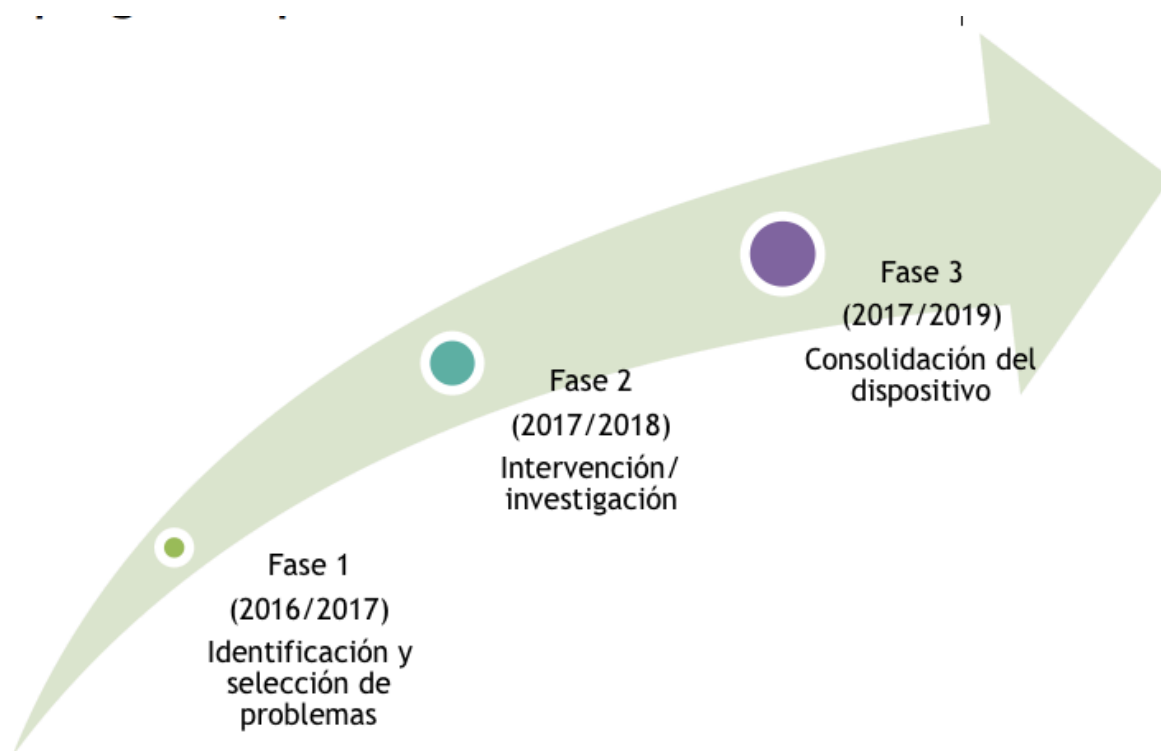 Fase 1
(2016/2017)
Identificación y
selección de
problemas
Fase 2
(2017/2018)
Intervención/
investigación
Fase 3
(2017/2019)
Consolidación del
dispositivo